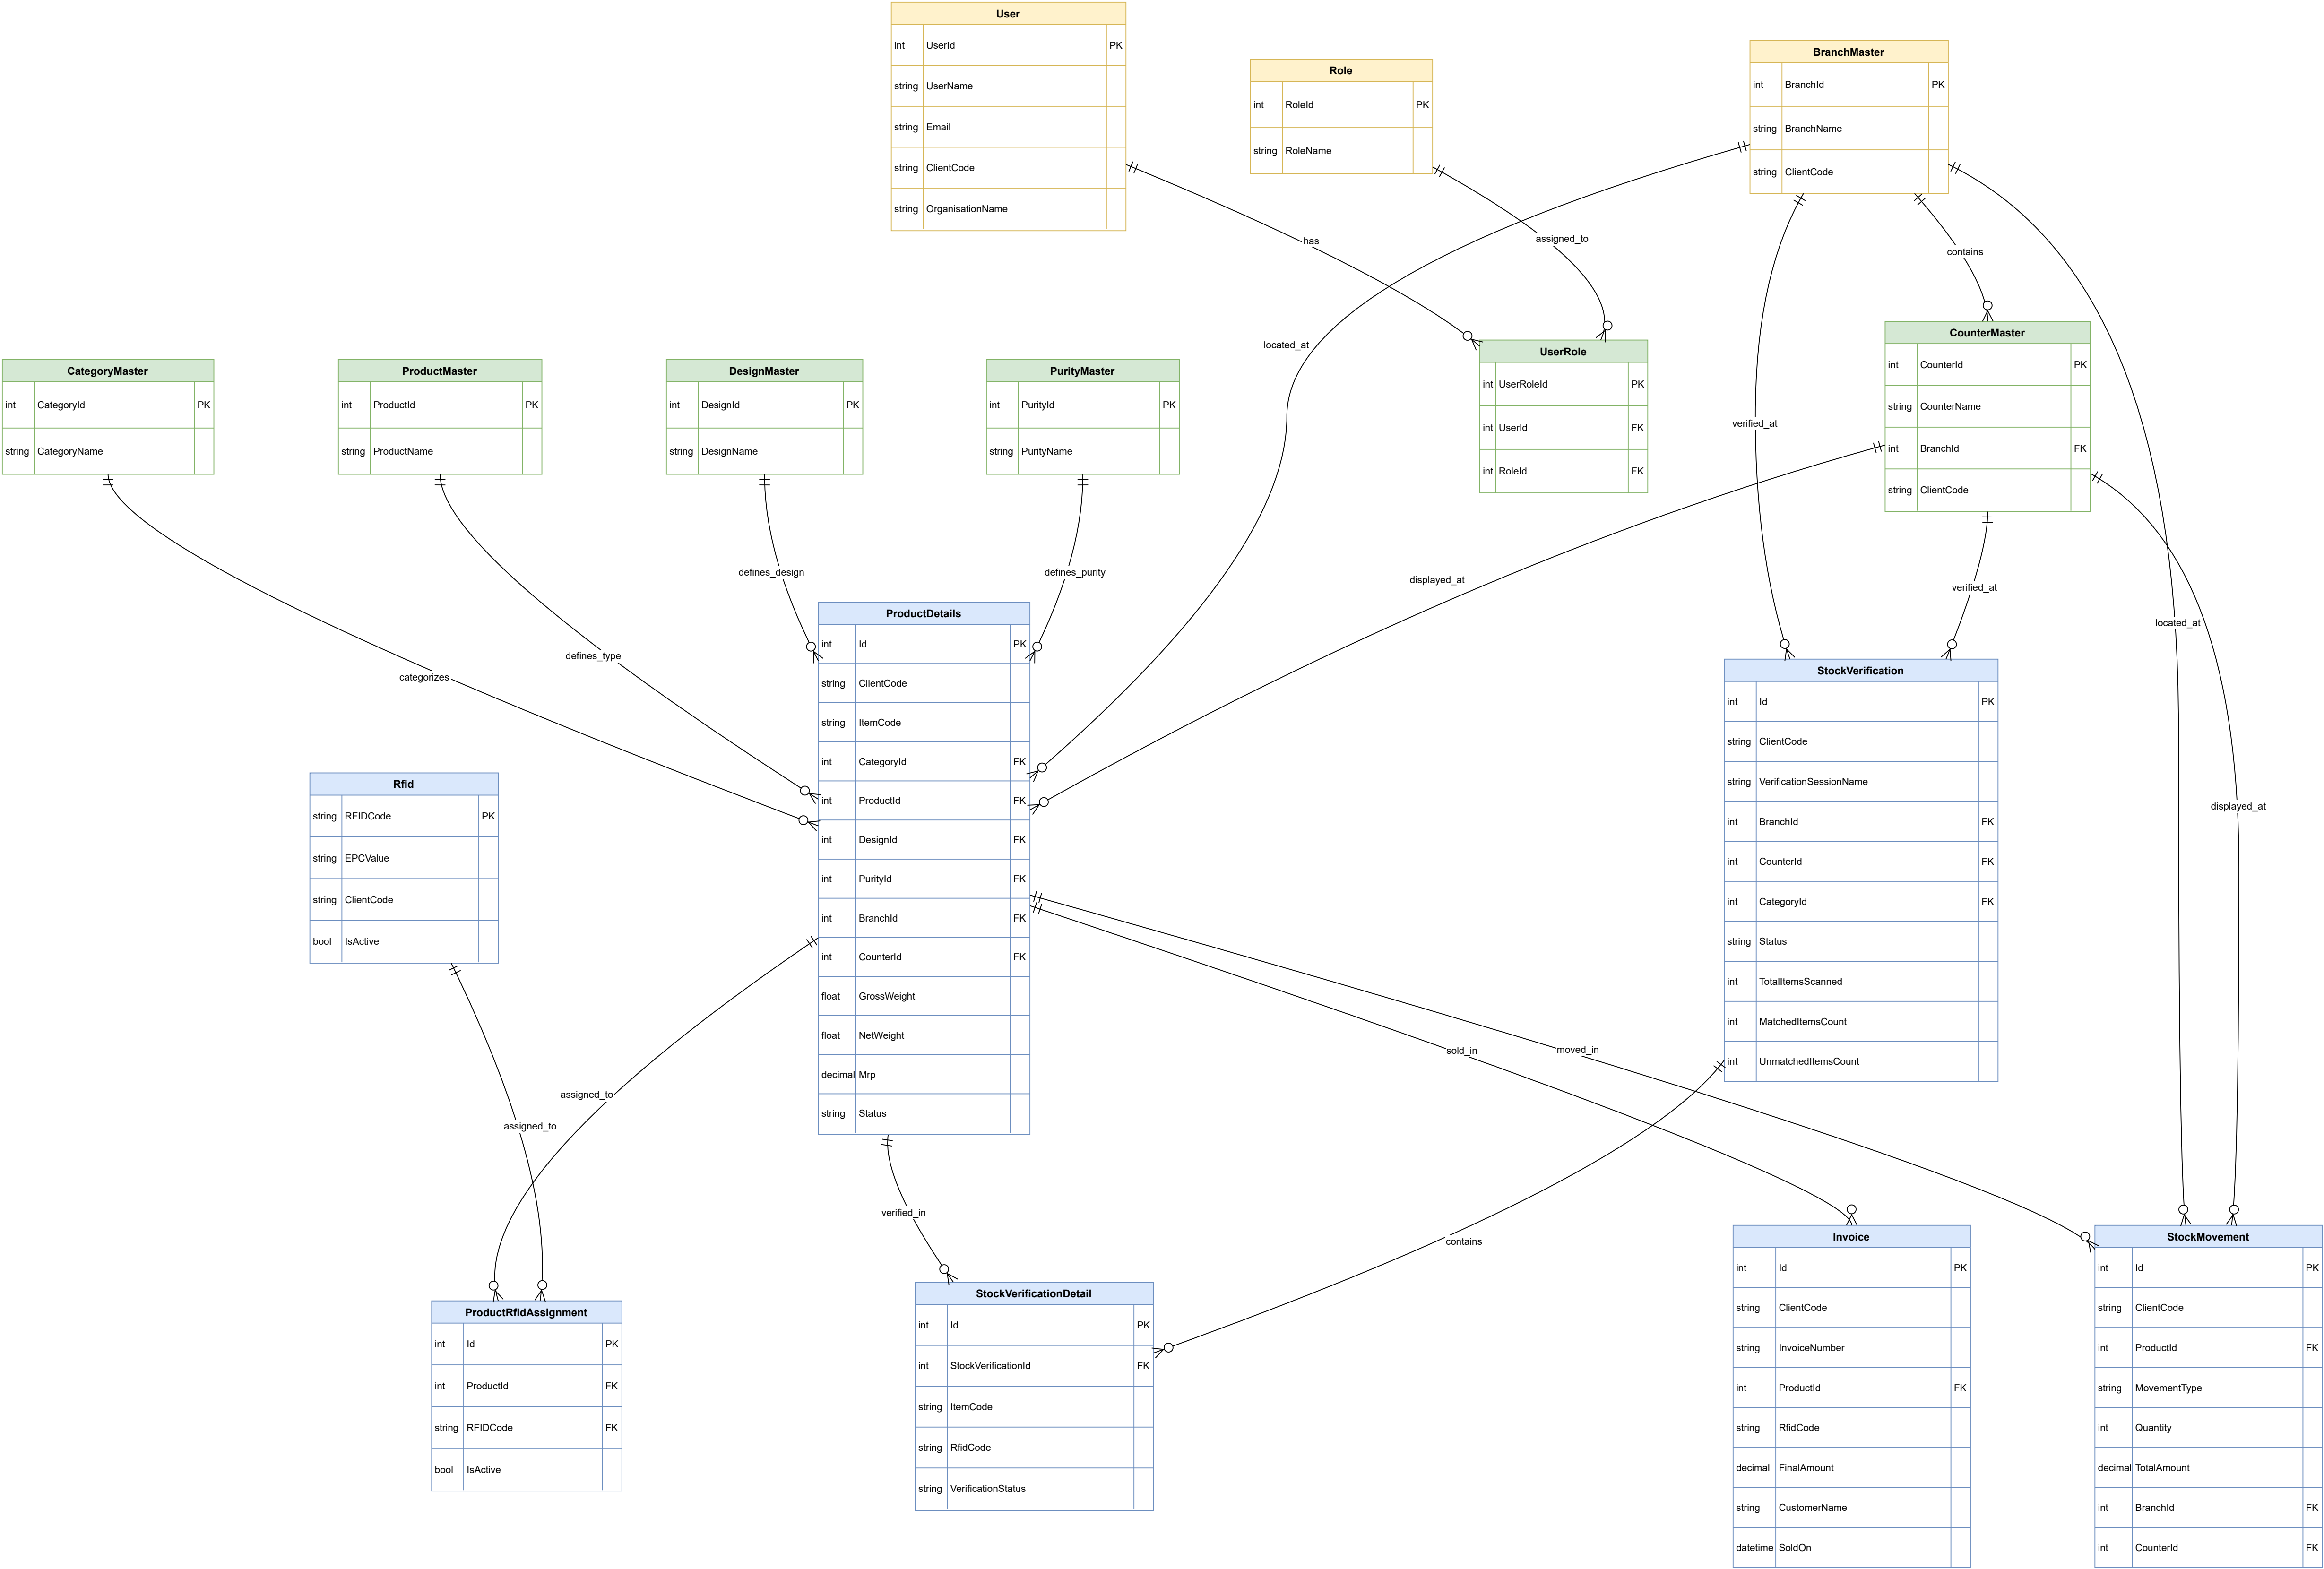 User
int UserId PK
string UserName
string Email
string ClientCode
string OrganisationName
Role
int RoleId PK
string RoleName
BranchMaster
int BranchId PK
string BranchName
string ClientCode
has
assigned_to
contains
located_at
verified_at
CategoryMaster
int CategoryId PK
string CategoryName
ProductMaster
int ProductId PK
string ProductName
DesignMaster
int DesignId PK
string DesignName
PurityMaster
int PurityId PK
string PurityName
UserRole
int UserRoleId PK
int UserId FK
int RoleId FK
CounterMaster
int CounterId PK
string CounterName
int BranchId FK
string ClientCode
categorizes
defines_type
defines_design
defines_purity
displayed_at
verified_at
located_at
displayed_at
ProductDetails
int Id PK
string ClientCode
string ItemCode
int CategoryId FK
int ProductId FK
int DesignId FK
int PurityId FK
int BranchId FK
int CounterId FK
float GrossWeight
float NetWeight
decimal Mrp
string Status
StockVerification
int Id PK
string ClientCode
string VerificationSessionName
int BranchId FK
int CounterId FK
int CategoryId FK
string Status
int TotalItemsScanned
int MatchedItemsCount
int UnmatchedItemsCount
Rfid
string RFIDCode PK
string EPCValue
string ClientCode
bool IsActive
assigned_to
assigned_to
verified_in
sold_in
moved_in
contains
ProductRfidAssignment
int Id PK
int ProductId FK
string RFIDCode FK
bool IsActive
StockVerificationDetail
int Id PK
int StockVerificationId FK
string ItemCode
string RfidCode
string VerificationStatus
Invoice
int Id PK
string ClientCode
string InvoiceNumber
int ProductId FK
string RfidCode
decimal FinalAmount
string CustomerName
datetime SoldOn
StockMovement
int Id PK
string ClientCode
int ProductId FK
string MovementType
int Quantity
decimal TotalAmount
int BranchId FK
int CounterId FK